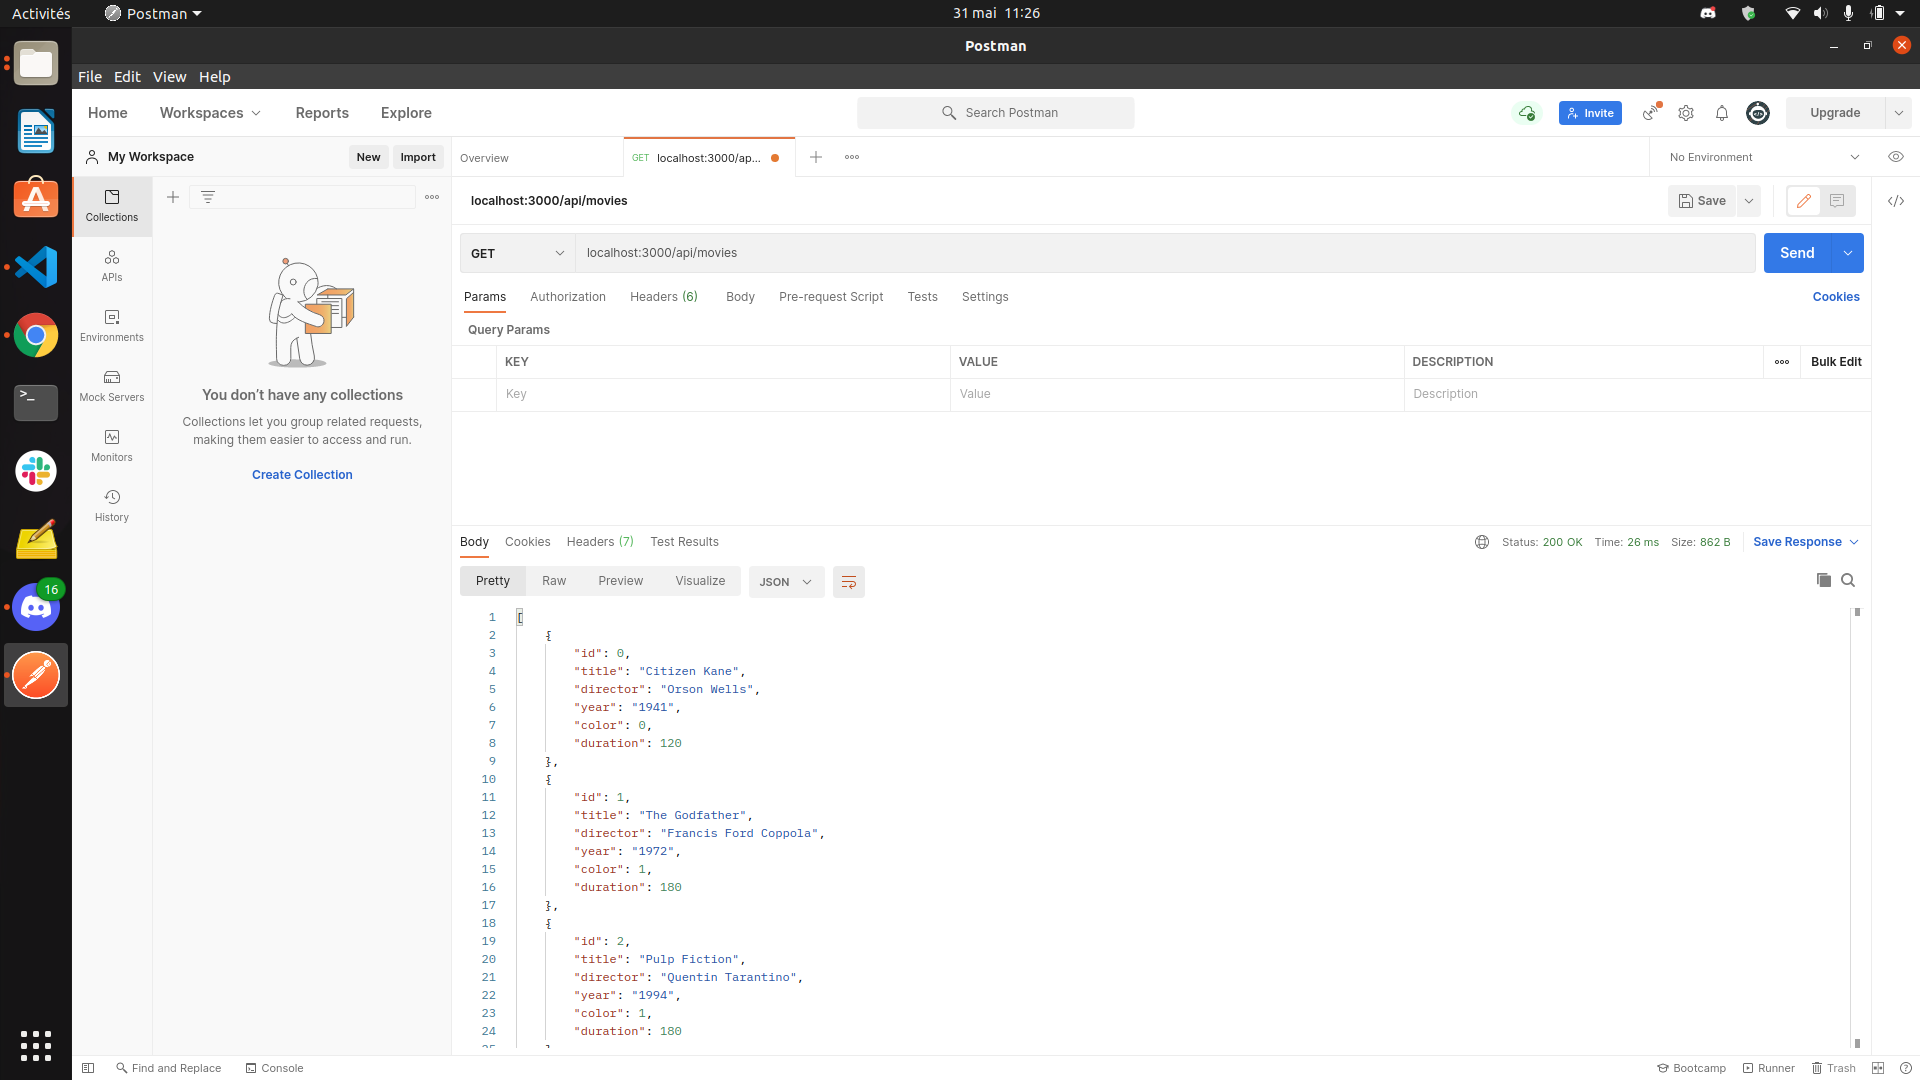 Activités
Postman
31 mai 11:26
Postman
File Edit View Help
Home Workspaces Reports Explore
Search Postman
Invite
Upgrade
My Workspace
New Import
Overview
GET localhost:3000/ap...
No Environment
Collections
APIs
Environments
Mock Servers
Monitors
History
You don’t have any collections
Collections let you group related requests,
making them easier to access and run.
Create Collection
localhost:3000/api/movies
Save
GET localhost:3000/api/movies
Send
Params Authorization Headers (6) Body Pre-request Script Tests Settings
Cookies
Query Params
KEY VALUE DESCRIPTION
Bulk Edit
Key Value Description
Body Cookies Headers (7) Test Results
Status: 200 OK Time: 26 ms Size: 862 B
Save Response
Pretty Raw Preview Visualize JSON
1 [
2 {
3 "id": 0,
4 "title": "Citizen Kane",
5 "director": "Orson Wells",
6 "year": "1941",
7 "color": 0,
8 "duration": 120
9 },
10 {
11 "id": 1,
12 "title": "The Godfather",
13 "director": "Francis Ford Coppola",
14 "year": "1972",
15 "color": 1,
16 "duration": 180
17 },
18 {
19 "id": 2,
20 "title": "Pulp Fiction",
21 "director": "Quentin Tarantino",
22 "year": "1994",
23 "color": 1,
24 "duration": 180
16
>_
Find and Replace Console
Bootcamp Runner Trash